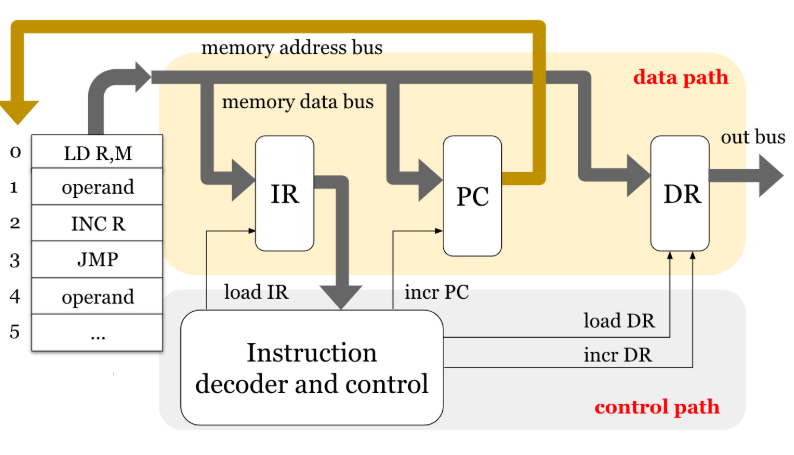 memory address bus
data path
memory data bus
out bus
0
LD R,M
1
operand
2
INC R
3
JMP
4
operand
5
...
IR
PC
DR
load IR
incr PC
load DR
incr DR
Instruction
decoder and control
control path